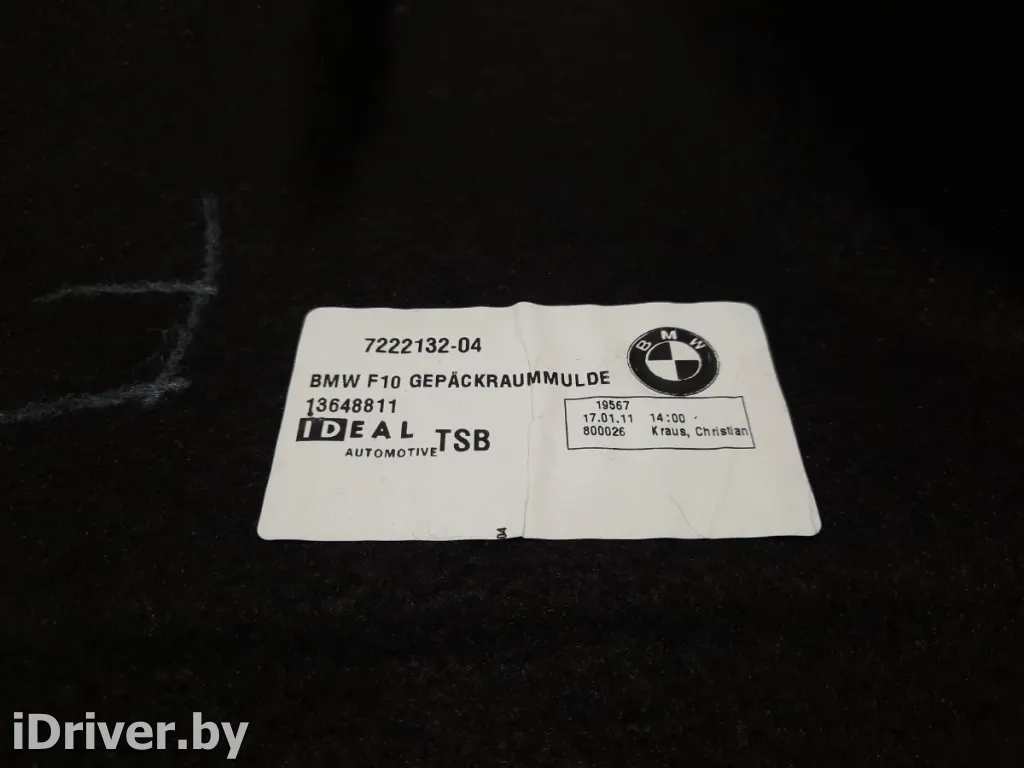 7222132-04
BMW
BMW F10 GEPÄCKRAUMMULDE
13648811
19567
17.01.11 14:00
800026 Kraus, Christian
IDEAL
AUTOMOTIVE TSB
04
iDriver.by